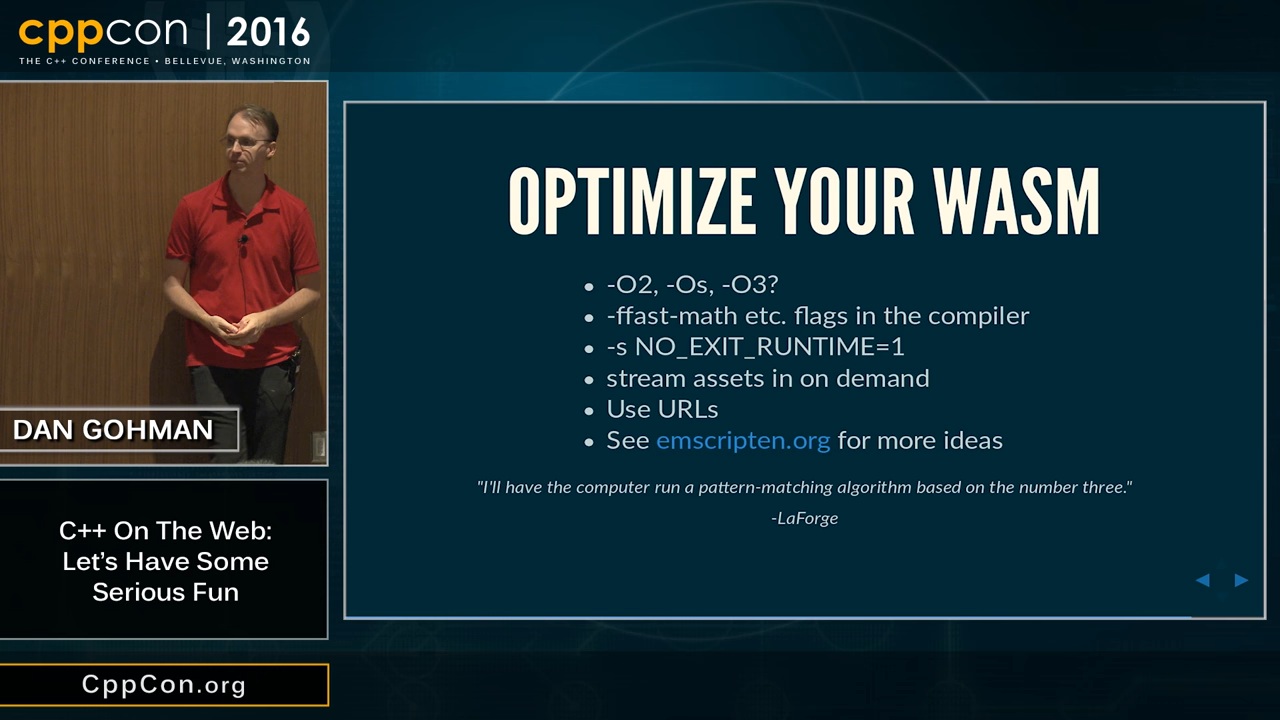 cppcon | 2016
THE C++ CONFERENCE • BELLEVUE, WASHINGTON
OPTIMIZE YOUR WASM
• -O2, -Os, -O3?
• -ffast-math etc. flags in the compiler
• -s NO_EXIT_RUNTIME=1
• stream assets in on demand
• Use URLs
• See emscripten.org for more ideas
"I'll have the computer run a pattern-matching algorithm based on the number three."
-LaForge
DAN GOHMAN
C++ On The Web:
Let's Have Some
Serious Fun
CppCon.org